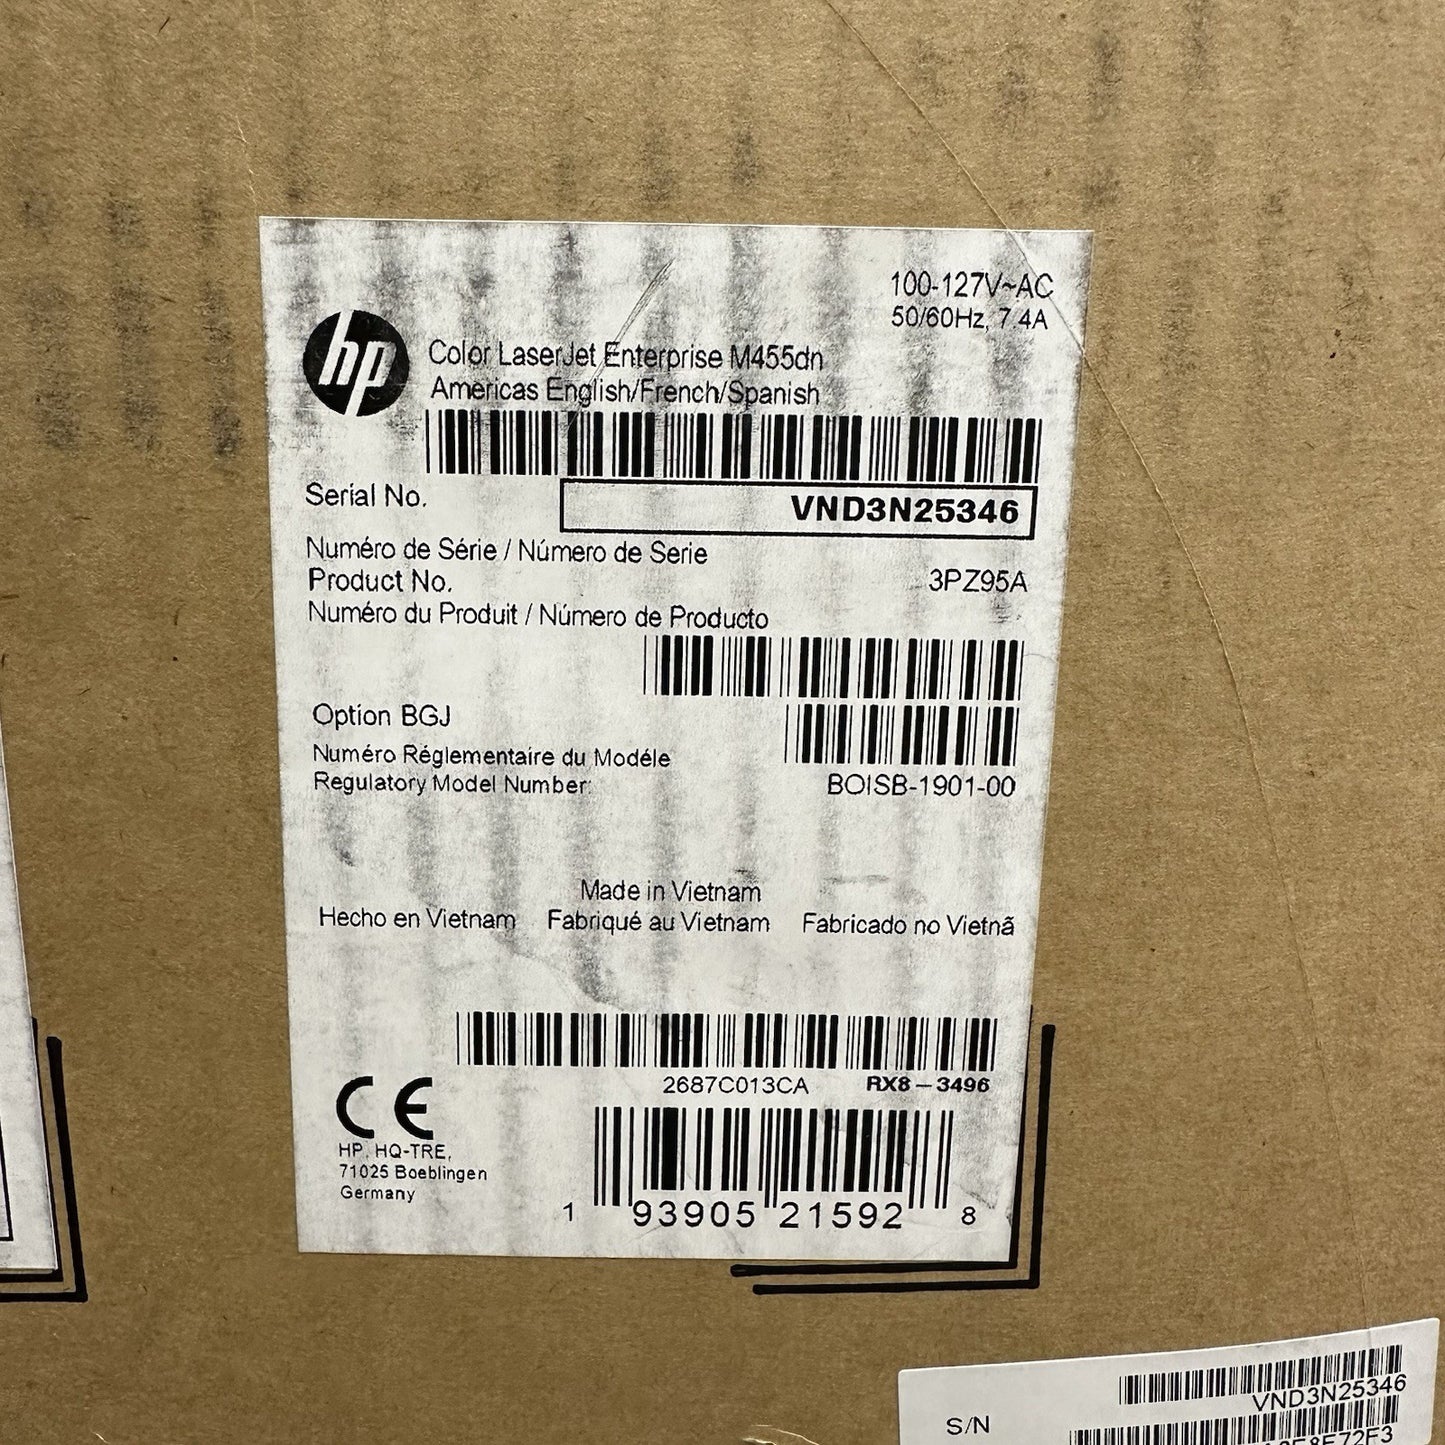 100-127V~AC
50/60Hz, 7.4A
hp
Color LaserJet Enterprise M455dn
Americas English/French/Spanish
Serial No.
VND3N25346
Numéro de Série / Número de Serie
Product No. 3PZ95A
Numéro du Produit / Número de Producto
Option BGJ
Numéro Réglementaire du Modéle
Regulatory Model Number: BOISB-1901-00
Made in Vietnam
Hecho en Vietnam Fabriqué au Vietnam Fabricado no Vietnã
2687C013CA RX8-3496
CE
HP, HQ-TRE,
71025 Boeblingen
Germany
1 93905 21592 8
VND3N25346
S/N